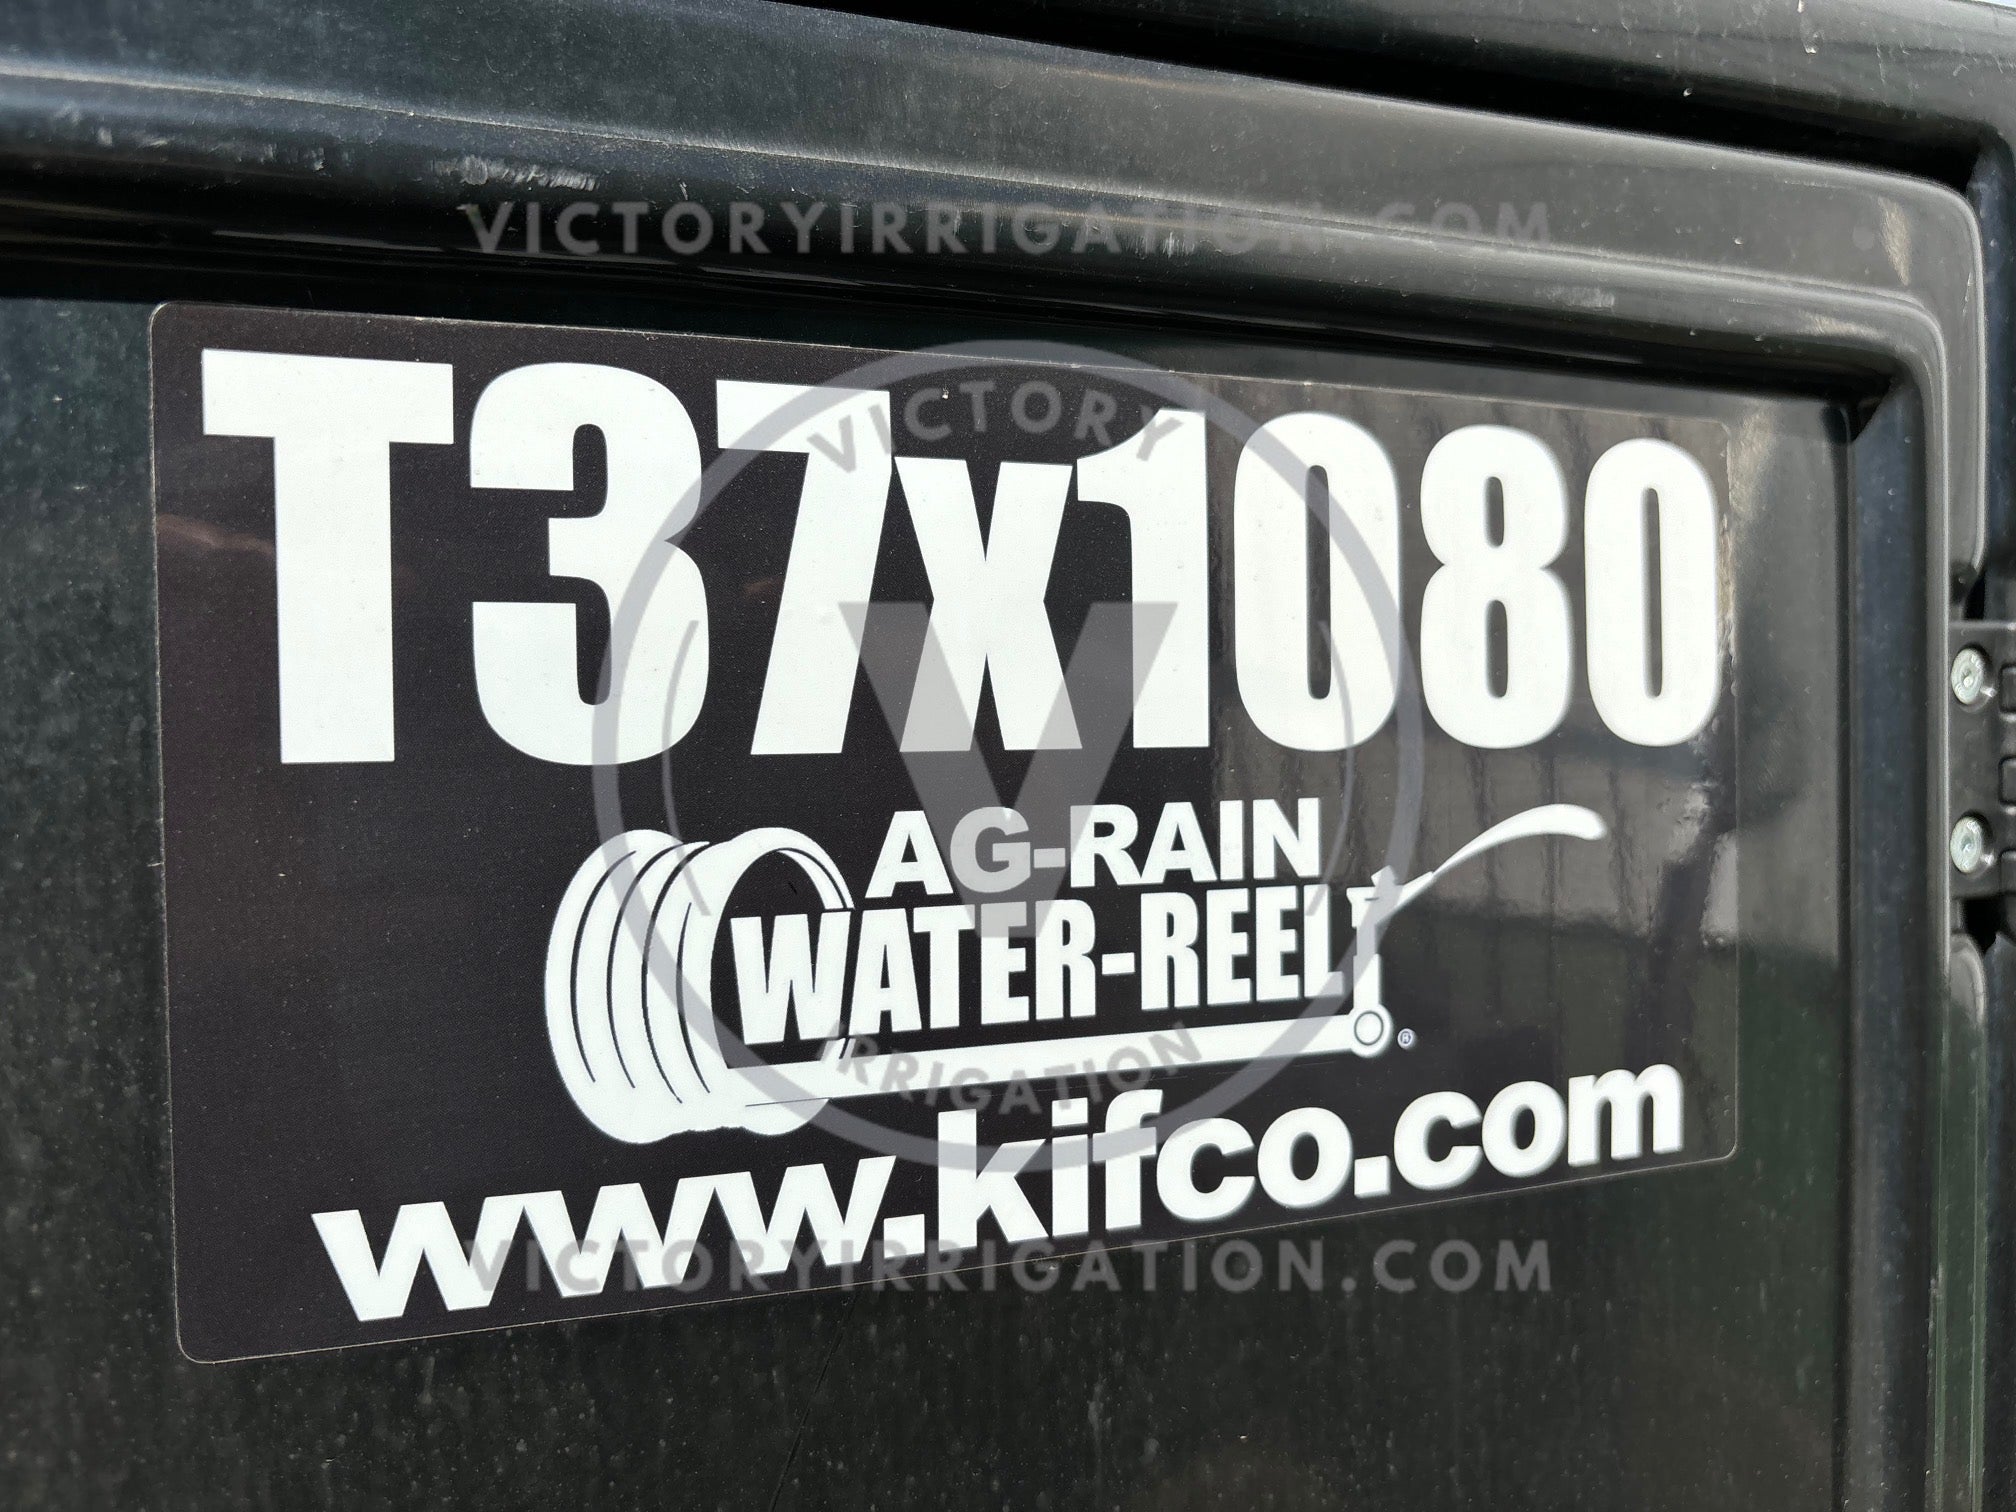 VICTORYIRRIGATION.COM
T37x1080
VICTORY
V
AG-RAIN
WATER-REEL®
IRRIGATION
www.kifco.com
VICTORYIRRIGATION.COM